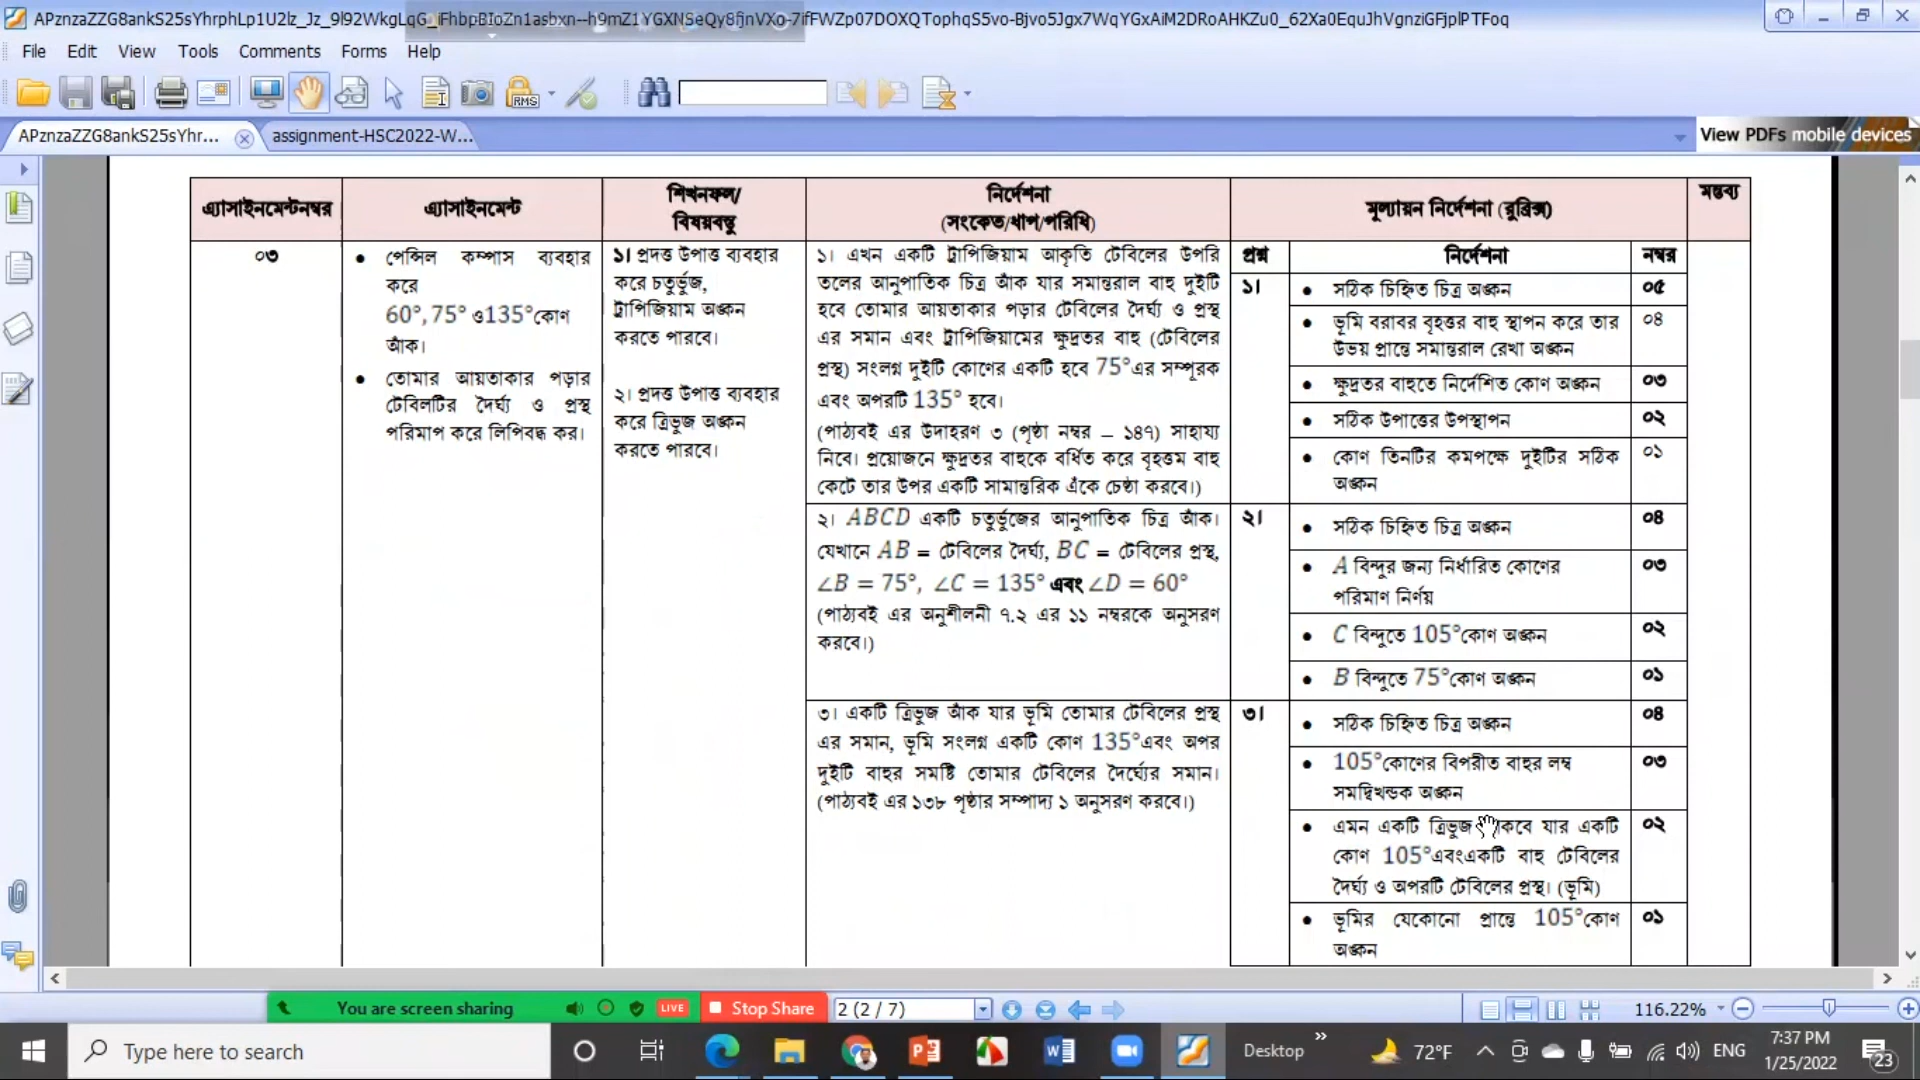 File Edit View Tools Comments Forms Help
APznzaZZG8ankS25sYhr...
assignment-HSC2022-W...
View PDFs mobile devices
এ্যাসাইনমেন্টনম্বর
এ্যাসাইনমেন্ট
শিখনফল/
বিষয়বস্তু
নির্দেশনা
(সংকেত/ধাপ/পরিধি)
মূল্যায়ন নির্দেশনা (রুব্রিক্স)
মন্তব্য
০৩
পেন্সিল কম্পাস ব্যবহার
করে
60°, 75° ও135°কোণ
আঁক।
তোমার আয়তাকার পড়ার
টেবিলটির দৈর্ঘ্য ও প্রস্থ
পরিমাপ করে লিপিবদ্ধ কর।
১। প্রদত্ত উপাত্ত ব্যবহার
করে চতুর্ভুজ,
ট্রাপিজিয়াম অঙ্কন
করতে পারবে।
২। প্রদত্ত উপাত্ত ব্যবহার
করে ত্রিভুজ অঙ্কন
করতে পারবে।
১। এখন একটি ট্রাপিজিয়াম আকৃতি টেবিলের উপরি
তলের আনুপাতিক চিত্র আঁক যার সমান্তরাল বাহু দুইটি
হবে তোমার আয়তাকার পড়ার টেবিলের দৈর্ঘ্য ও প্রস্থ
এর সমান এবং ট্রাপিজিয়ামের ক্ষুদ্রতর বাহু (টেবিলের
প্রস্থ) সংলগ্ন দুইটি কোণের একটি হবে 75°এর সম্পূরক
এবং অপরটি 135° হবে।
(পাঠ্যবই এর উদাহরণ ৩ (পৃষ্ঠা নম্বর – ১৪৭) সাহায্য
নিবে। প্রয়োজনে ক্ষুদ্রতর বাহুকে বর্ধিত করে বৃহত্তম বাহু
কেটে তার উপর একটি সামান্তরিক এঁকে চেষ্ঠা করবে।)
প্রশ্ন
নির্দেশনা
নম্বর
১।
সঠিক চিহ্নিত চিত্র অঙ্কন
০৫
ভূমি বরাবর বৃহত্তর বাহু স্থাপন করে তার
উভয় প্রান্তে সমান্তরাল রেখা অঙ্কন
০৪
ক্ষুদ্রতর বাহুতে নির্দেশিত কোণ অঙ্কন
০৩
সঠিক উপাত্তের উপস্থাপন
০২
কোণ তিনটির কমপক্ষে দুইটির সঠিক
অঙ্কন
০১
২। ABCD একটি চতুর্ভুজের আনুপাতিক চিত্র আঁক।
যেখানে AB = টেবিলের দৈর্ঘ্য, BC = টেবিলের প্রস্থ,
∠B = 75°, ∠C = 135° এবং ∠D = 60°
(পাঠ্যবই এর অনুশীলনী ৭.২ এর ১১ নম্বরকে অনুসরণ
করবে।)
২।
সঠিক চিহ্নিত চিত্র অঙ্কন
০৪
A বিন্দুর জন্য নির্ধারিত কোণের
পরিমাণ নির্ণয়
০৩
C বিন্দুতে 105°কোণ অঙ্কন
০২
B বিন্দুতে 75°কোণ অঙ্কন
০১
৩। একটি ত্রিভুজ আঁক যার ভূমি তোমার টেবিলের প্রস্থ
এর সমান, ভূমি সংলগ্ন একটি কোণ 135°এবং অপর
দুইটি বাহুর সমষ্টি তোমার টেবিলের দৈর্ঘ্যের সমান।
(পাঠ্যবই এর ১৩৮ পৃষ্ঠার সম্পাদ্য ১ অনুসরণ করবে।)
৩।
সঠিক চিহ্নিত চিত্র অঙ্কন
০৪
105°কোণের বিপরীত বাহুর লম্ব
সমদ্বিখন্ডক অঙ্কন
০৩
এমন একটি ত্রিভুজ যার একটি
কোণ 105°এবংএকটি বাহু টেবিলের
দৈর্ঘ্য ও অপরটি টেবিলের প্রস্থ। (ভূমি)
০২
ভূমির যেকোনো প্রান্তে 105°কোণ
অঙ্কন
০১
You are screen sharing
LIVE
Stop Share
2 (2 / 7)
116.22%
Type here to search
Desktop
72°F
ENG
7:37 PM
1/25/2022
23